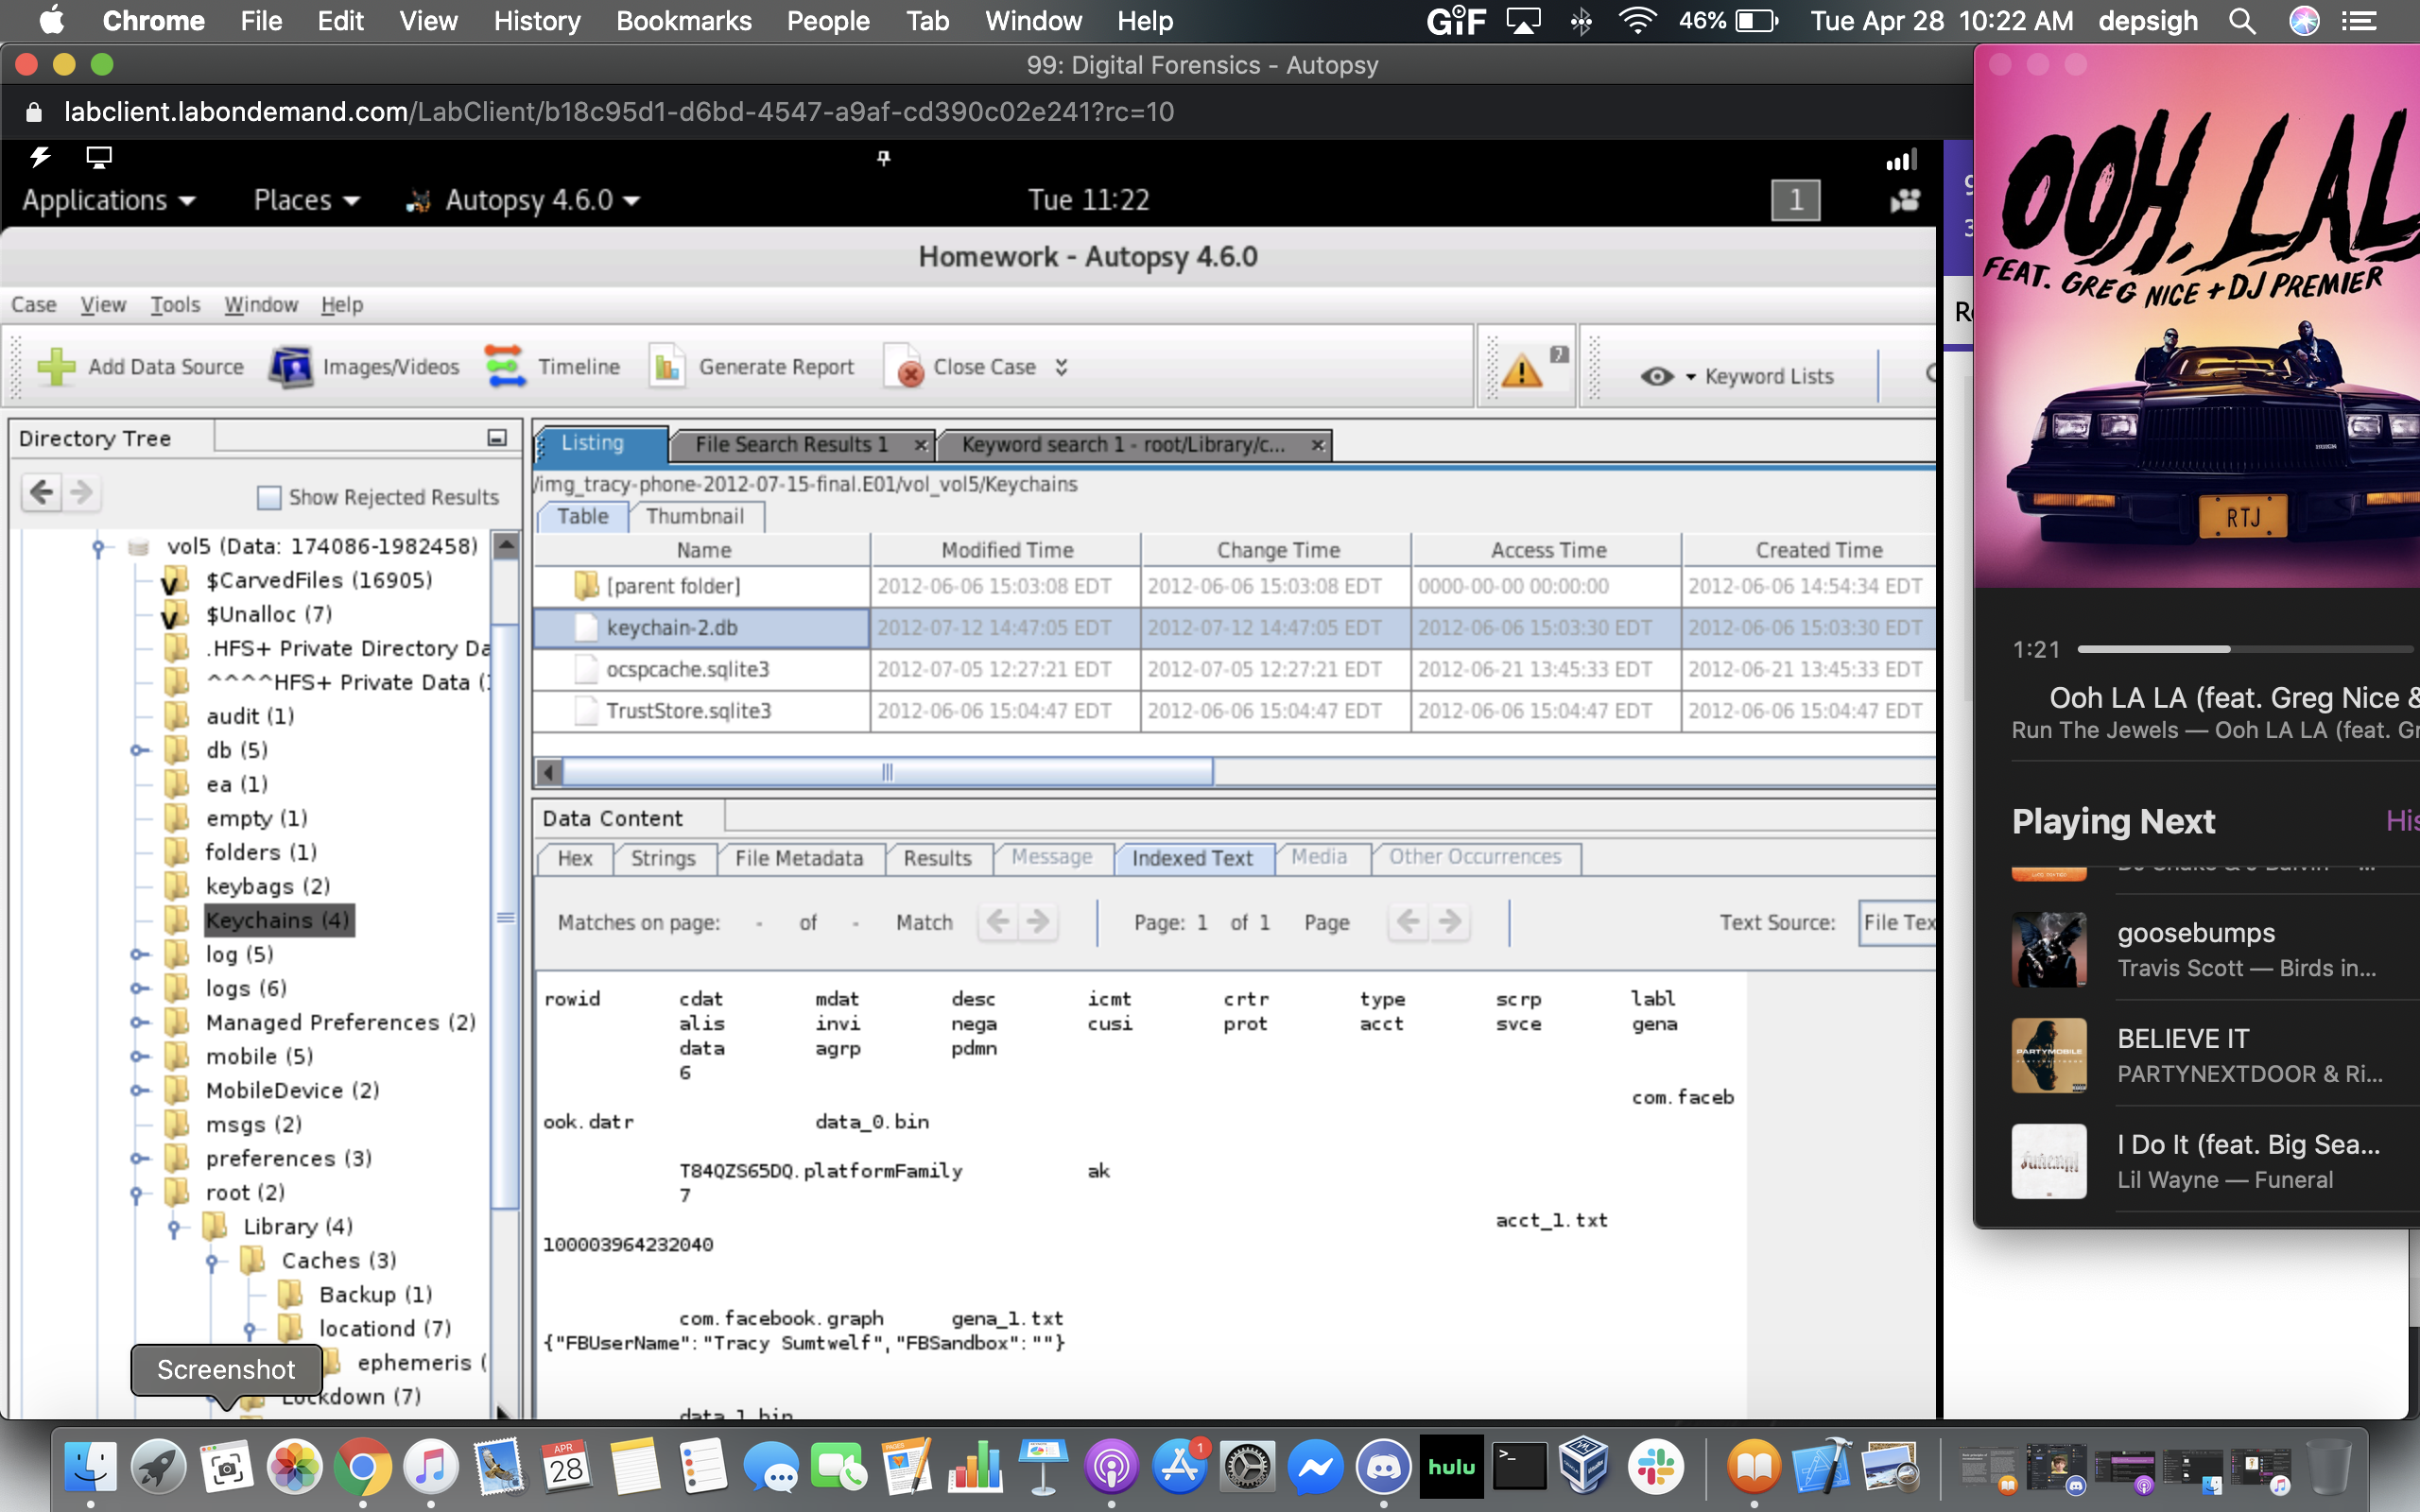 Chrome File Edit View History Bookmarks People Tab Window Help GIF 46% Tue Apr 28 10:22 AM depsigh
99: Digital Forensics - Autopsy
labclient.labondemand.com/LabClient/b18c95d1-d6bd-4547-a9af-cd390c02e241?rc=10
Applications Places Autopsy 4.6.0 Tue 11:22 1
Homework - Autopsy 4.6.0
Case View Tools Window Help
Add Data Source Images/Videos Timeline Generate Report Close Case 7 Keyword Lists
Directory Tree
Show Rejected Results
vol5 (Data: 174086-1982458)
$CarvedFiles (16905)
$Unalloc (7)
.HFS+ Private Directory Da
^^^^HFS+ Private Data (
audit (1)
db (5)
ea (1)
empty (1)
folders (1)
keybags (2)
Keychains (4)
log (5)
logs (6)
Managed Preferences (2)
mobile (5)
MobileDevice (2)
msgs (2)
preferences (3)
root (2)
Library (4)
Caches (3)
Backup (1)
locationd (7)
ephemeris (
Lockdown (7)
Screenshot
Listing File Search Results 1 Keyword search 1 - root/Library/c...
/img_tracy-phone-2012-07-15-final.E01/vol_vol5/Keychains
Table Thumbnail
Name Modified Time Change Time Access Time Created Time
[parent folder] 2012-06-06 15:03:08 EDT 2012-06-06 15:03:08 EDT 0000-00-00 00:00:00 2012-06-06 14:54:34 EDT
keychain-2.db 2012-07-12 14:47:05 EDT 2012-07-12 14:47:05 EDT 2012-06-06 15:03:30 EDT 2012-06-06 15:03:30 EDT
ocspcache.sqlite3 2012-07-05 12:27:21 EDT 2012-07-05 12:27:21 EDT 2012-06-21 13:45:33 EDT 2012-06-21 13:45:33 EDT
TrustStore.sqlite3 2012-06-06 15:04:47 EDT 2012-06-06 15:04:47 EDT 2012-06-06 15:04:47 EDT 2012-06-06 15:04:47 EDT
Data Content
Hex Strings File Metadata Results Message Indexed Text Media Other Occurrences
Matches on page: - of - Match Page: 1 of 1 Page Text Source: File Tex
rowid cdat mdat desc icmt crtr type scrp labl
alis invi nega cusi prot acct svce gena
data agrp pdmn
6
com.faceb
ook.datr data_0.bin
T84QZS65DQ.platformFamily ak
7
acct_1.txt
100003964232040
com.facebook.graph gena_1.txt
{"FBUserName":"Tracy Sumtwelf","FBSandbox":""}
data_1.bin
OOH, LAL
FEAT. GREG NICE + DJ PREMIER
RTJ
1:21
Ooh LA LA (feat. Greg Nice &
Run The Jewels — Ooh LA LA (feat. Gr
Playing Next His
goosebumps
Travis Scott — Birds in...
PARTYMOBILE
BELIEVE IT
PARTYNEXTDOOR & Ri...
funeral
I Do It (feat. Big Sea...
Lil Wayne — Funeral
APR
28
PAGES
1
hulu